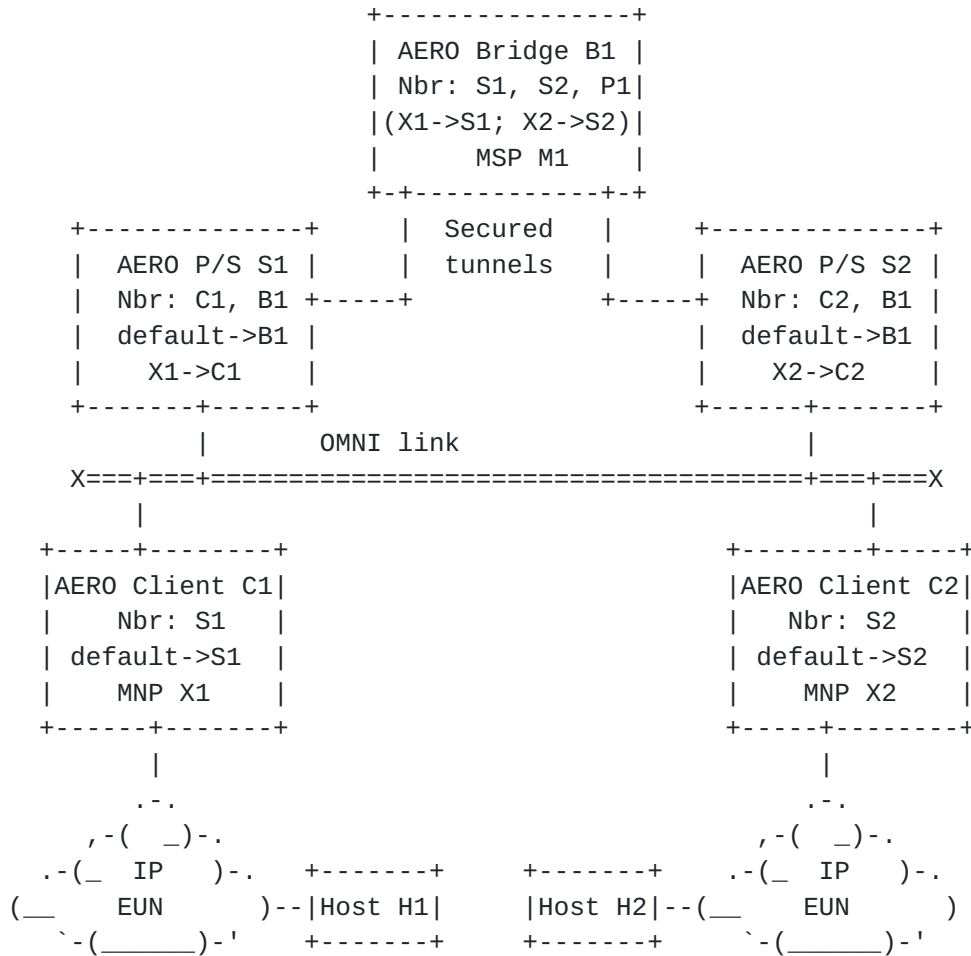 AERO Bridge B1
Nbr: S1, S2, P1
(X1->S1; X2->S2)
MSP M1
Secured
AERO P/S S1 tunnels AERO P/S S2
Nbr: C1, B1 Nbr: C2, B1
default->B1 default->B1
X1->C1 X2->C2
OMNI link
X X
AERO Client C1 AERO Client C2
Nbr: S1 Nbr: S2
default->S1 default->S2
MNP X1 MNP X2
IP IP
EUN Host H1 Host H2 EUN